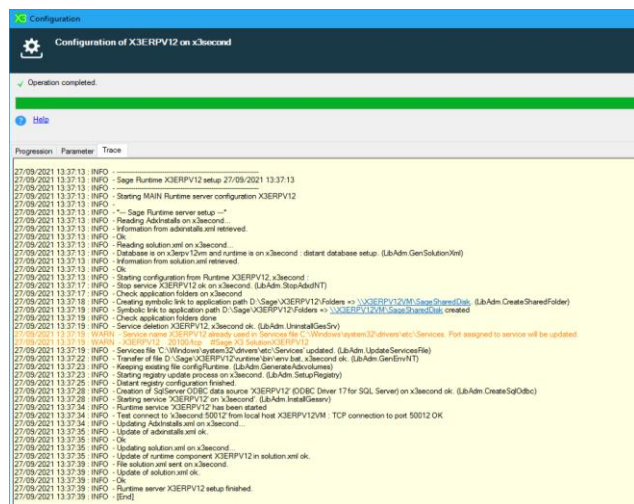 X3 Configuration
Configuration of X3ERPV12 on x3second
Operation completed.
Help
Progression Parameter Trace
27/09/2021 13:37:13 : INFO - ------------------------------------------------
27/09/2021 13:37:13 : INFO - Sage Runtime X3ERPV12 setup 27/09/2021 13:37:13
27/09/2021 13:37:13 : INFO - ------------------------------------------------
27/09/2021 13:37:13 : INFO - Starting MAIN Runtime server configuration X3ERPV12
27/09/2021 13:37:13 : INFO -
27/09/2021 13:37:13 : INFO - "--- Sage Runtime server setup ---"
27/09/2021 13:37:13 : INFO - Reading AdxInstalls on x3second...
27/09/2021 13:37:13 : INFO - Information from adxinstalls.xml retrieved.
27/09/2021 13:37:13 : INFO - Ok
27/09/2021 13:37:13 : INFO - Reading solution.xml on x3second...
27/09/2021 13:37:13 : INFO - Database is on x3erpv12vm and runtime is on x3second : distant database setup. (LibAdm.GenSolutionXml)
27/09/2021 13:37:13 : INFO - Information from solution.xml retrieved.
27/09/2021 13:37:13 : INFO - Ok
27/09/2021 13:37:13 : INFO - Starting configuration from Runtime X3ERPV12, x3second :
27/09/2021 13:37:17 : INFO - Stop service X3ERPV12 ok on x3second. (LibAdm.StopAdxdNT)
27/09/2021 13:37:17 : INFO - Check application folders on x3second
27/09/2021 13:37:18 : INFO - Creating symbolic link to application path D:\Sage\X3ERPV12\Folders => \\X3ERPV12VM\SageSharedDisk. (LibAdm.CreateSharedFolder)
27/09/2021 13:37:19 : INFO - Symbolic link to application path D:\Sage\X3ERPV12\Folders => \\X3ERPV12VM\SageSharedDisk created
27/09/2021 13:37:19 : INFO - Check application folders done
27/09/2021 13:37:19 : INFO - Service deletion X3ERPV12, x3second ok. (LibAdm.UninstallGesSrv)
27/09/2021 13:37:19 : WARN - Service name X3ERPV12 already used in Services file C:\Windows\system32\drivers\etc\Services. Port assigned to service will be updated.
27/09/2021 13:37:19 : WARN - X3ERPV12 20100/tcp #Sage X3 SolutionX3ERPV12
27/09/2021 13:37:19 : INFO - Services file 'C:\Windows\system32\drivers\etc\Services' updated. (LibAdm.UpdateServicesFile)
27/09/2021 13:37:22 : INFO - Transfer of file D:\Sage\X3ERPV12\runtime\bin\env.bat, x3second ok. (LibAdm.GenEnvNT)
27/09/2021 13:37:23 : INFO - Keeping existing file configRuntime. (LibAdm.GenerateAdxvolumes)
27/09/2021 13:37:23 : INFO - Starting registry update process on x3second (LibAdm.SetupRegistry)
27/09/2021 13:37:25 : INFO - Distant registry configuration finished.
27/09/2021 13:37:28 : INFO - Creation of SqlServer ODBC data source 'X3ERPV12' (ODBC Driver 17 for SQL Server) on x3second ok. (LibAdm.CreateSqlOdbc)
27/09/2021 13:37:28 : INFO - Starting service 'X3ERPV12' on 'x3second'. (LibAdm.InstallGessrv)
27/09/2021 13:37:34 : INFO - Runtime service 'X3ERPV12' has been started
27/09/2021 13:37:34 : INFO - Test connect to 'x3second:50012' from local host X3ERPV12VM : TCP connection to port 50012 OK
27/09/2021 13:37:34 : INFO - Updating AdxInstalls.xml on x3second...
27/09/2021 13:37:35 : INFO - Update of adxinstalls.xml ok.
27/09/2021 13:37:35 : INFO - Ok
27/09/2021 13:37:35 : INFO - Updating solution.xml on x3second...
27/09/2021 13:37:35 : INFO - Update of runtime component X3ERPV12 in solution.xml ok.
27/09/2021 13:37:39 : INFO - File solution.xml sent on x3second.
27/09/2021 13:37:39 : INFO - Update of solution.xml ok.
27/09/2021 13:37:39 : INFO - Ok
27/09/2021 13:37:39 : INFO - Runtime server X3ERPV12 setup finished.
27/09/2021 13:37:39 : INFO - [End]